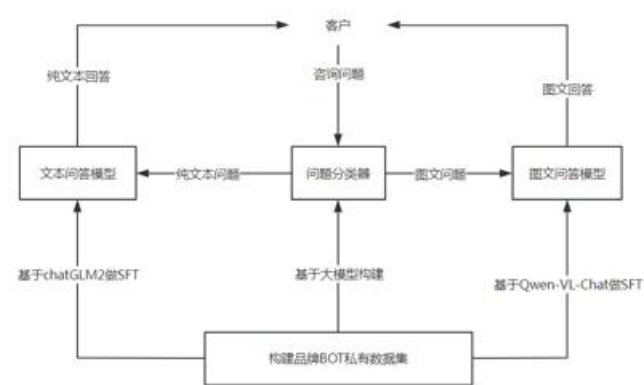 客户
纯文本回答
咨询问题
图文回答
文本问答模型
纯文本问题
问题分类器
图文问题
图文问答模型
基于chatGLM2做SFT
基于大模型构建
基于Qwen-VL-Chat做SFT
构建品牌BOT私有数据集